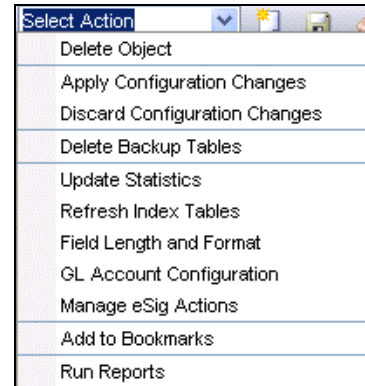 Select Action
Delete Object
Apply Configuration Changes
Discard Configuration Changes
Delete Backup Tables
Update Statistics
Refresh Index Tables
Field Length and Format
GL Account Configuration
Manage eSig Actions
Add to Bookmarks
Run Reports